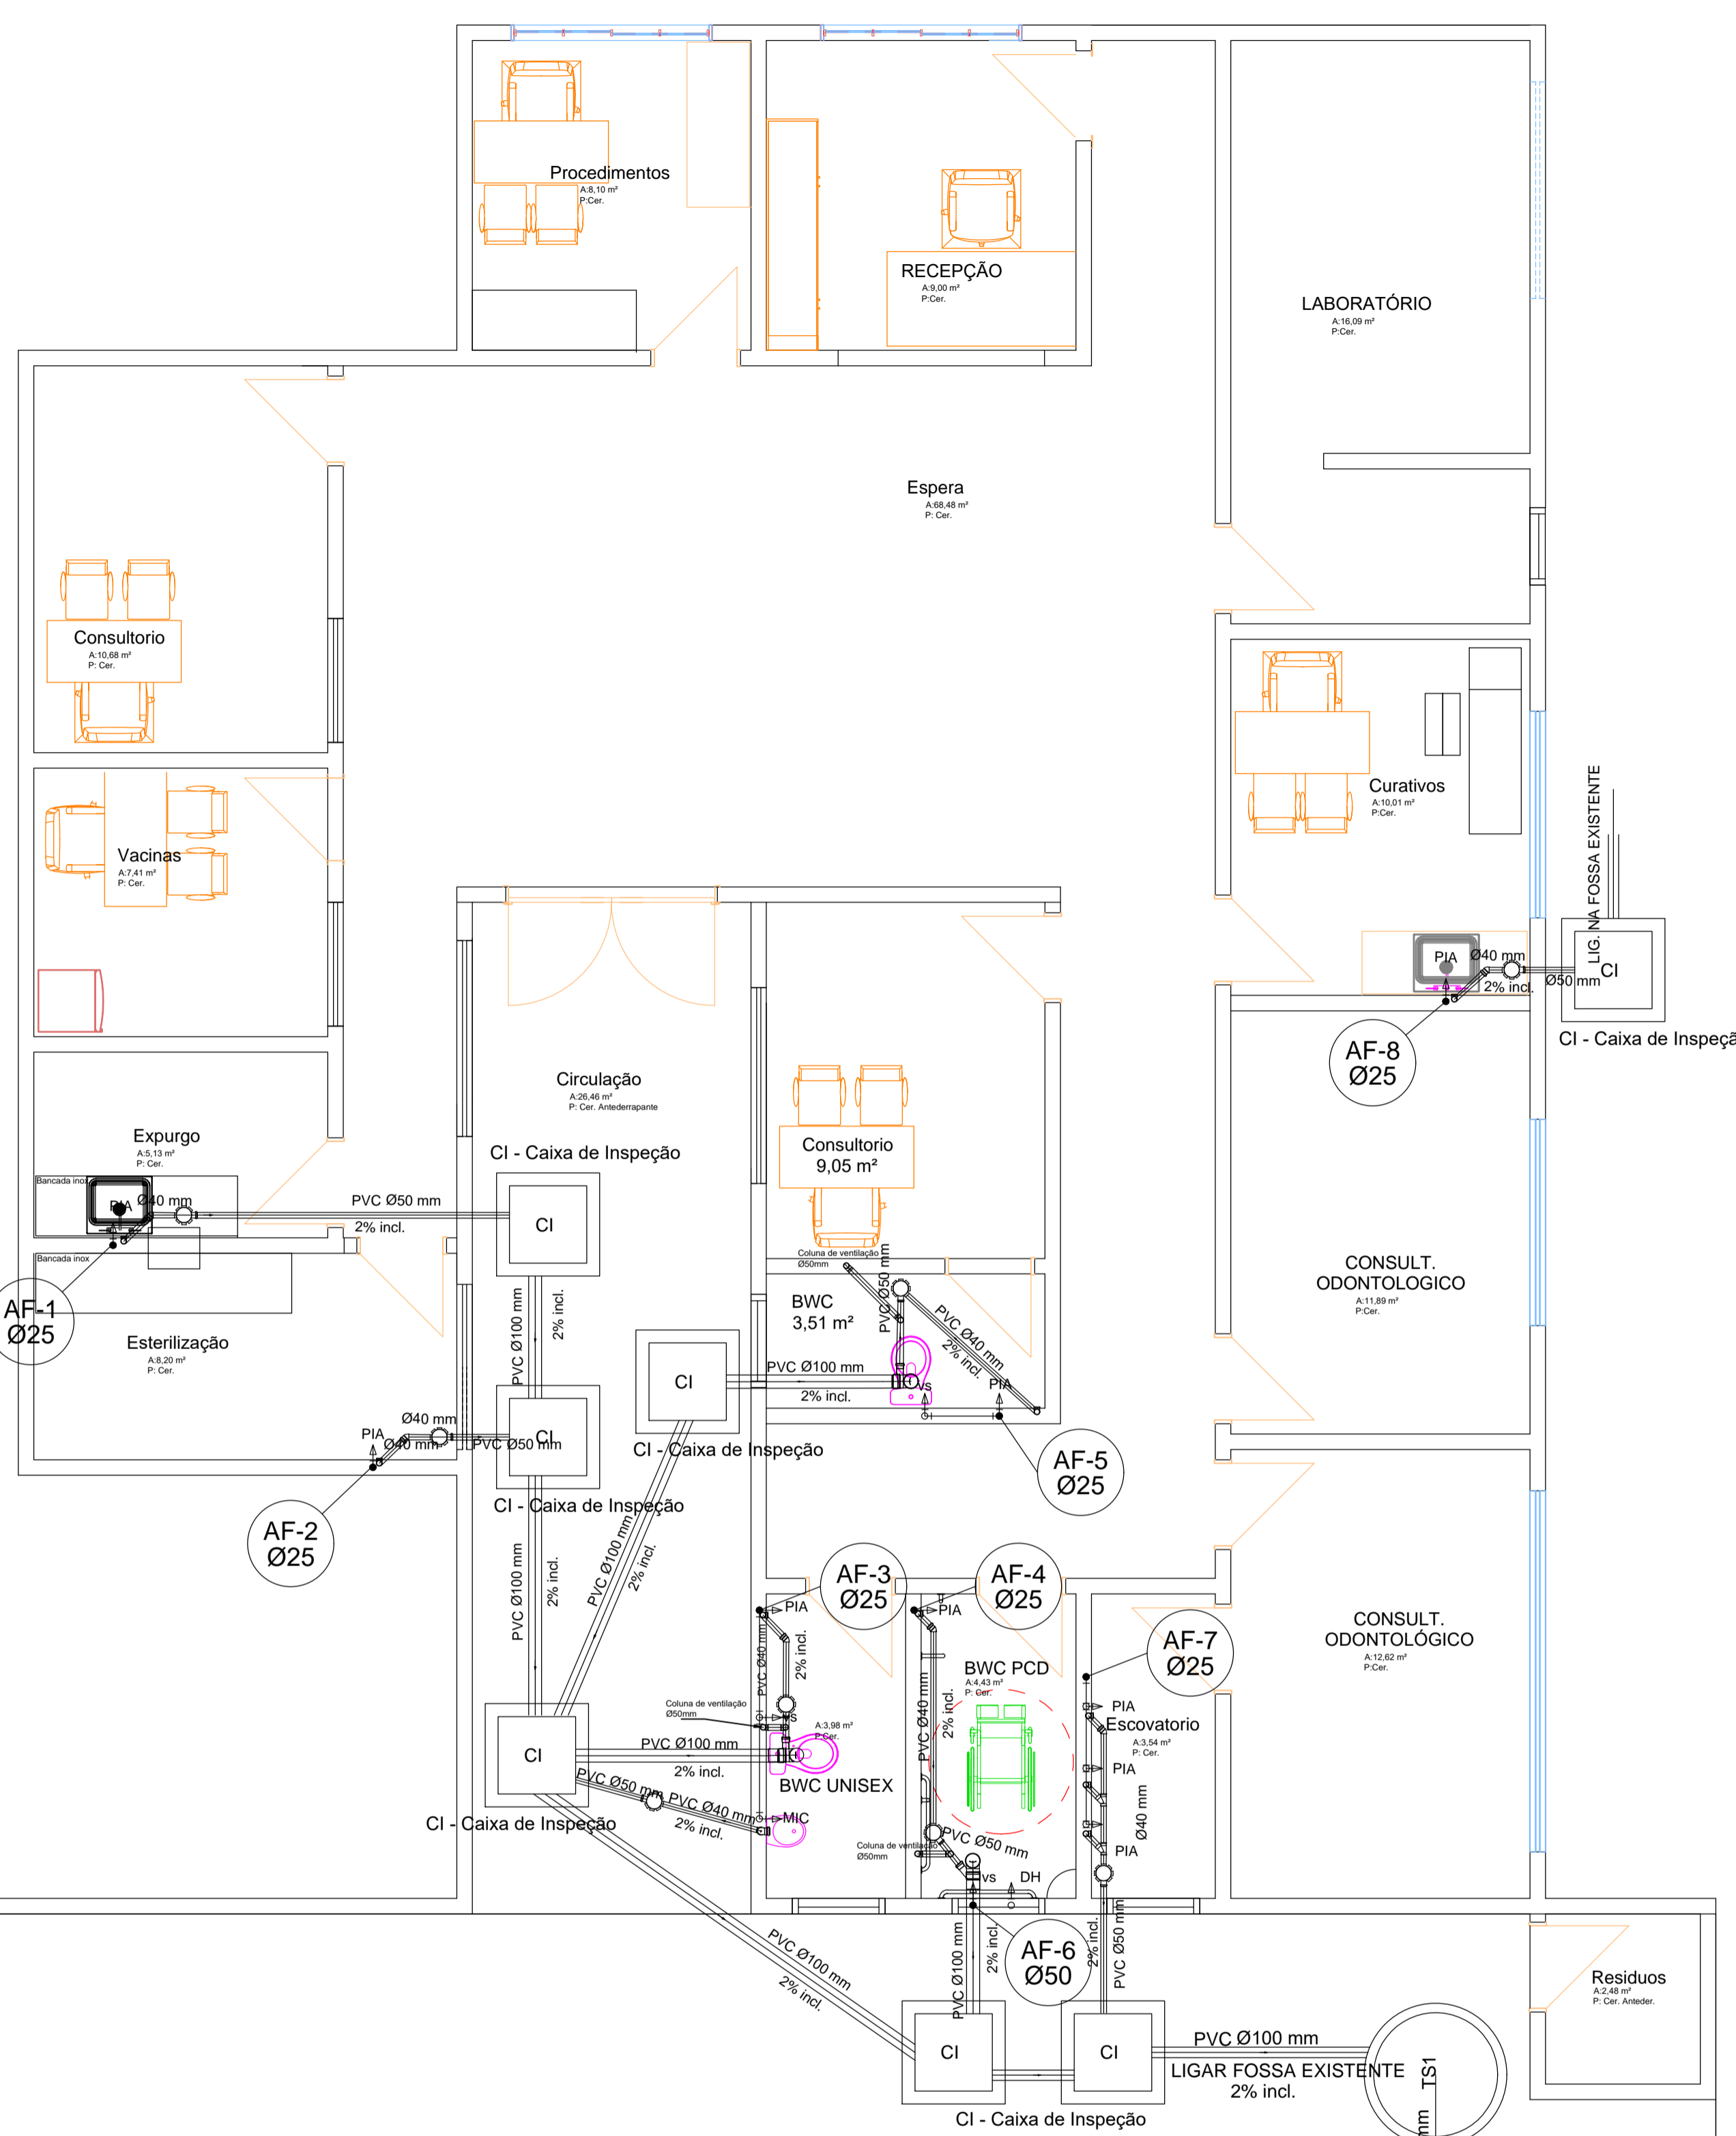 Procedimentos
A:8,10 m²
P:Cer.
RECEPÇÃO
A:9,00 m²
P:Cer.
LABORATÓRIO
A:16,09 m²
P:Cer.
Espera
A:68,48 m²
P: Cer.
Consultorio
A:10,68 m²
P: Cer.
Vacinas
A:7,41 m²
P: Cer.
Curativos
A:10,01 m²
P:Cer.
LIG. NA FOSSA EXISTENTE
PIA
Ø40 mm
2% incl.
Ø50 mm
CI
CI - Caixa de Inspeçã
AF-8
Ø25
Circulação
A:26,46 m²
P: Cer. Antederrapante
CI - Caixa de Inspeção
Expurgo
A:5,13 m²
P: Cer.
Bancada inox
PIA
Ø40 mm
PVC Ø50 mm
2% incl.
CI
Bancada inox
AF-1
Ø25
Esterilização
A:8,20 m²
P: Cer.
Consultorio
9,05 m²
Coluna de ventilação
Ø50mm
PVC Ø50 mm
BWC
3,51 m²
PVC Ø40 mm
2% incl.
PVC Ø100 mm
2% incl.
vs
PIA
CONSULT.
ODONTOLOGICO
A:11,89 m²
P:Cer.
PVC Ø100 mm
2% incl.
CI
CI - Caixa de Inspeção
PIA
Ø40 mm
Ø40 mm
PVC Ø50 mm
CI
CI - Caixa de Inspeção
AF-2
Ø25
AF-5
Ø25
PVC Ø100 mm
2% incl.
PVC Ø100 mm
2% incl.
AF-3
Ø25
AF-4
Ø25
AF-7
Ø25
CONSULT.
ODONTOLÓGICO
A:12,62 m²
P:Cer.
PIA
PVC Ø40 mm
2% incl.
Coluna de ventilação
Ø50mm
vs
A:3,98 m²
P:Cer.
BWC UNISEX
PVC Ø100 mm
2% incl.
PVC Ø50 mm
PVC Ø40 mm
2% incl.
MIC
CI
CI - Caixa de Inspeção
PIA
BWC PCD
A:4,43 m²
P: Cer.
PVC Ø40 mm
2% incl.
Coluna de ventilação
Ø50mm
PVC Ø50 mm
vs
DH
PIA
Escovatorio
A:3,54 m²
P: Cer.
PIA
Ø40 mm
PIA
PVC Ø100 mm
2% incl.
PVC Ø100 mm
2% incl.
AF-6
Ø50
2% incl.
PVC Ø50 mm
Residuos
A:2,48 m²
P: Cer. Anteder.
CI
CI
CI - Caixa de Inspeção
PVC Ø100 mm
LIGAR FOSSA EXISTENTE
2% incl.
TS1
mm